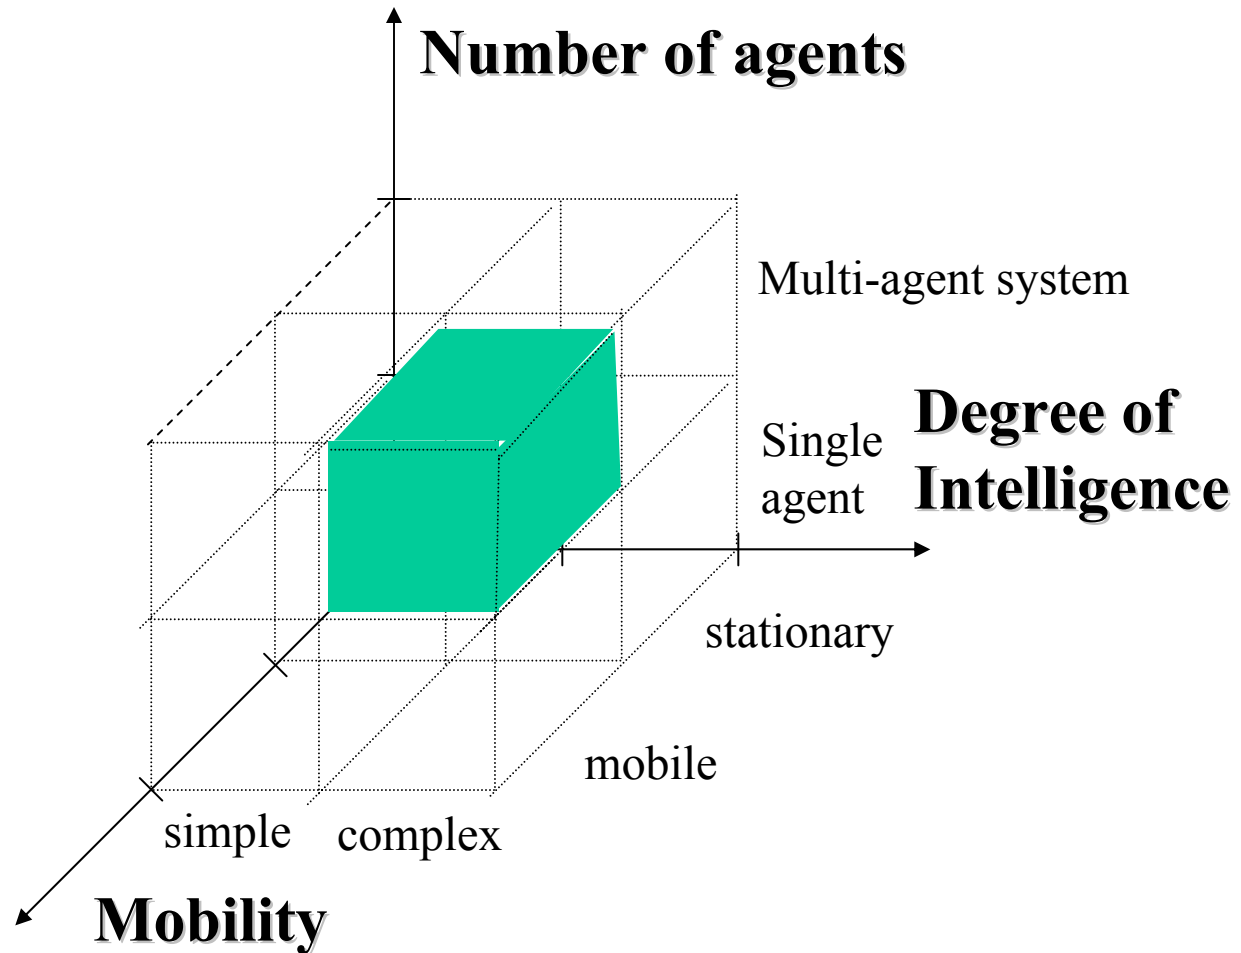 Number of agents
Multi-agent system
Degree of
Intelligence
Single
agent
stationary
mobile
simple
complex
Mobility